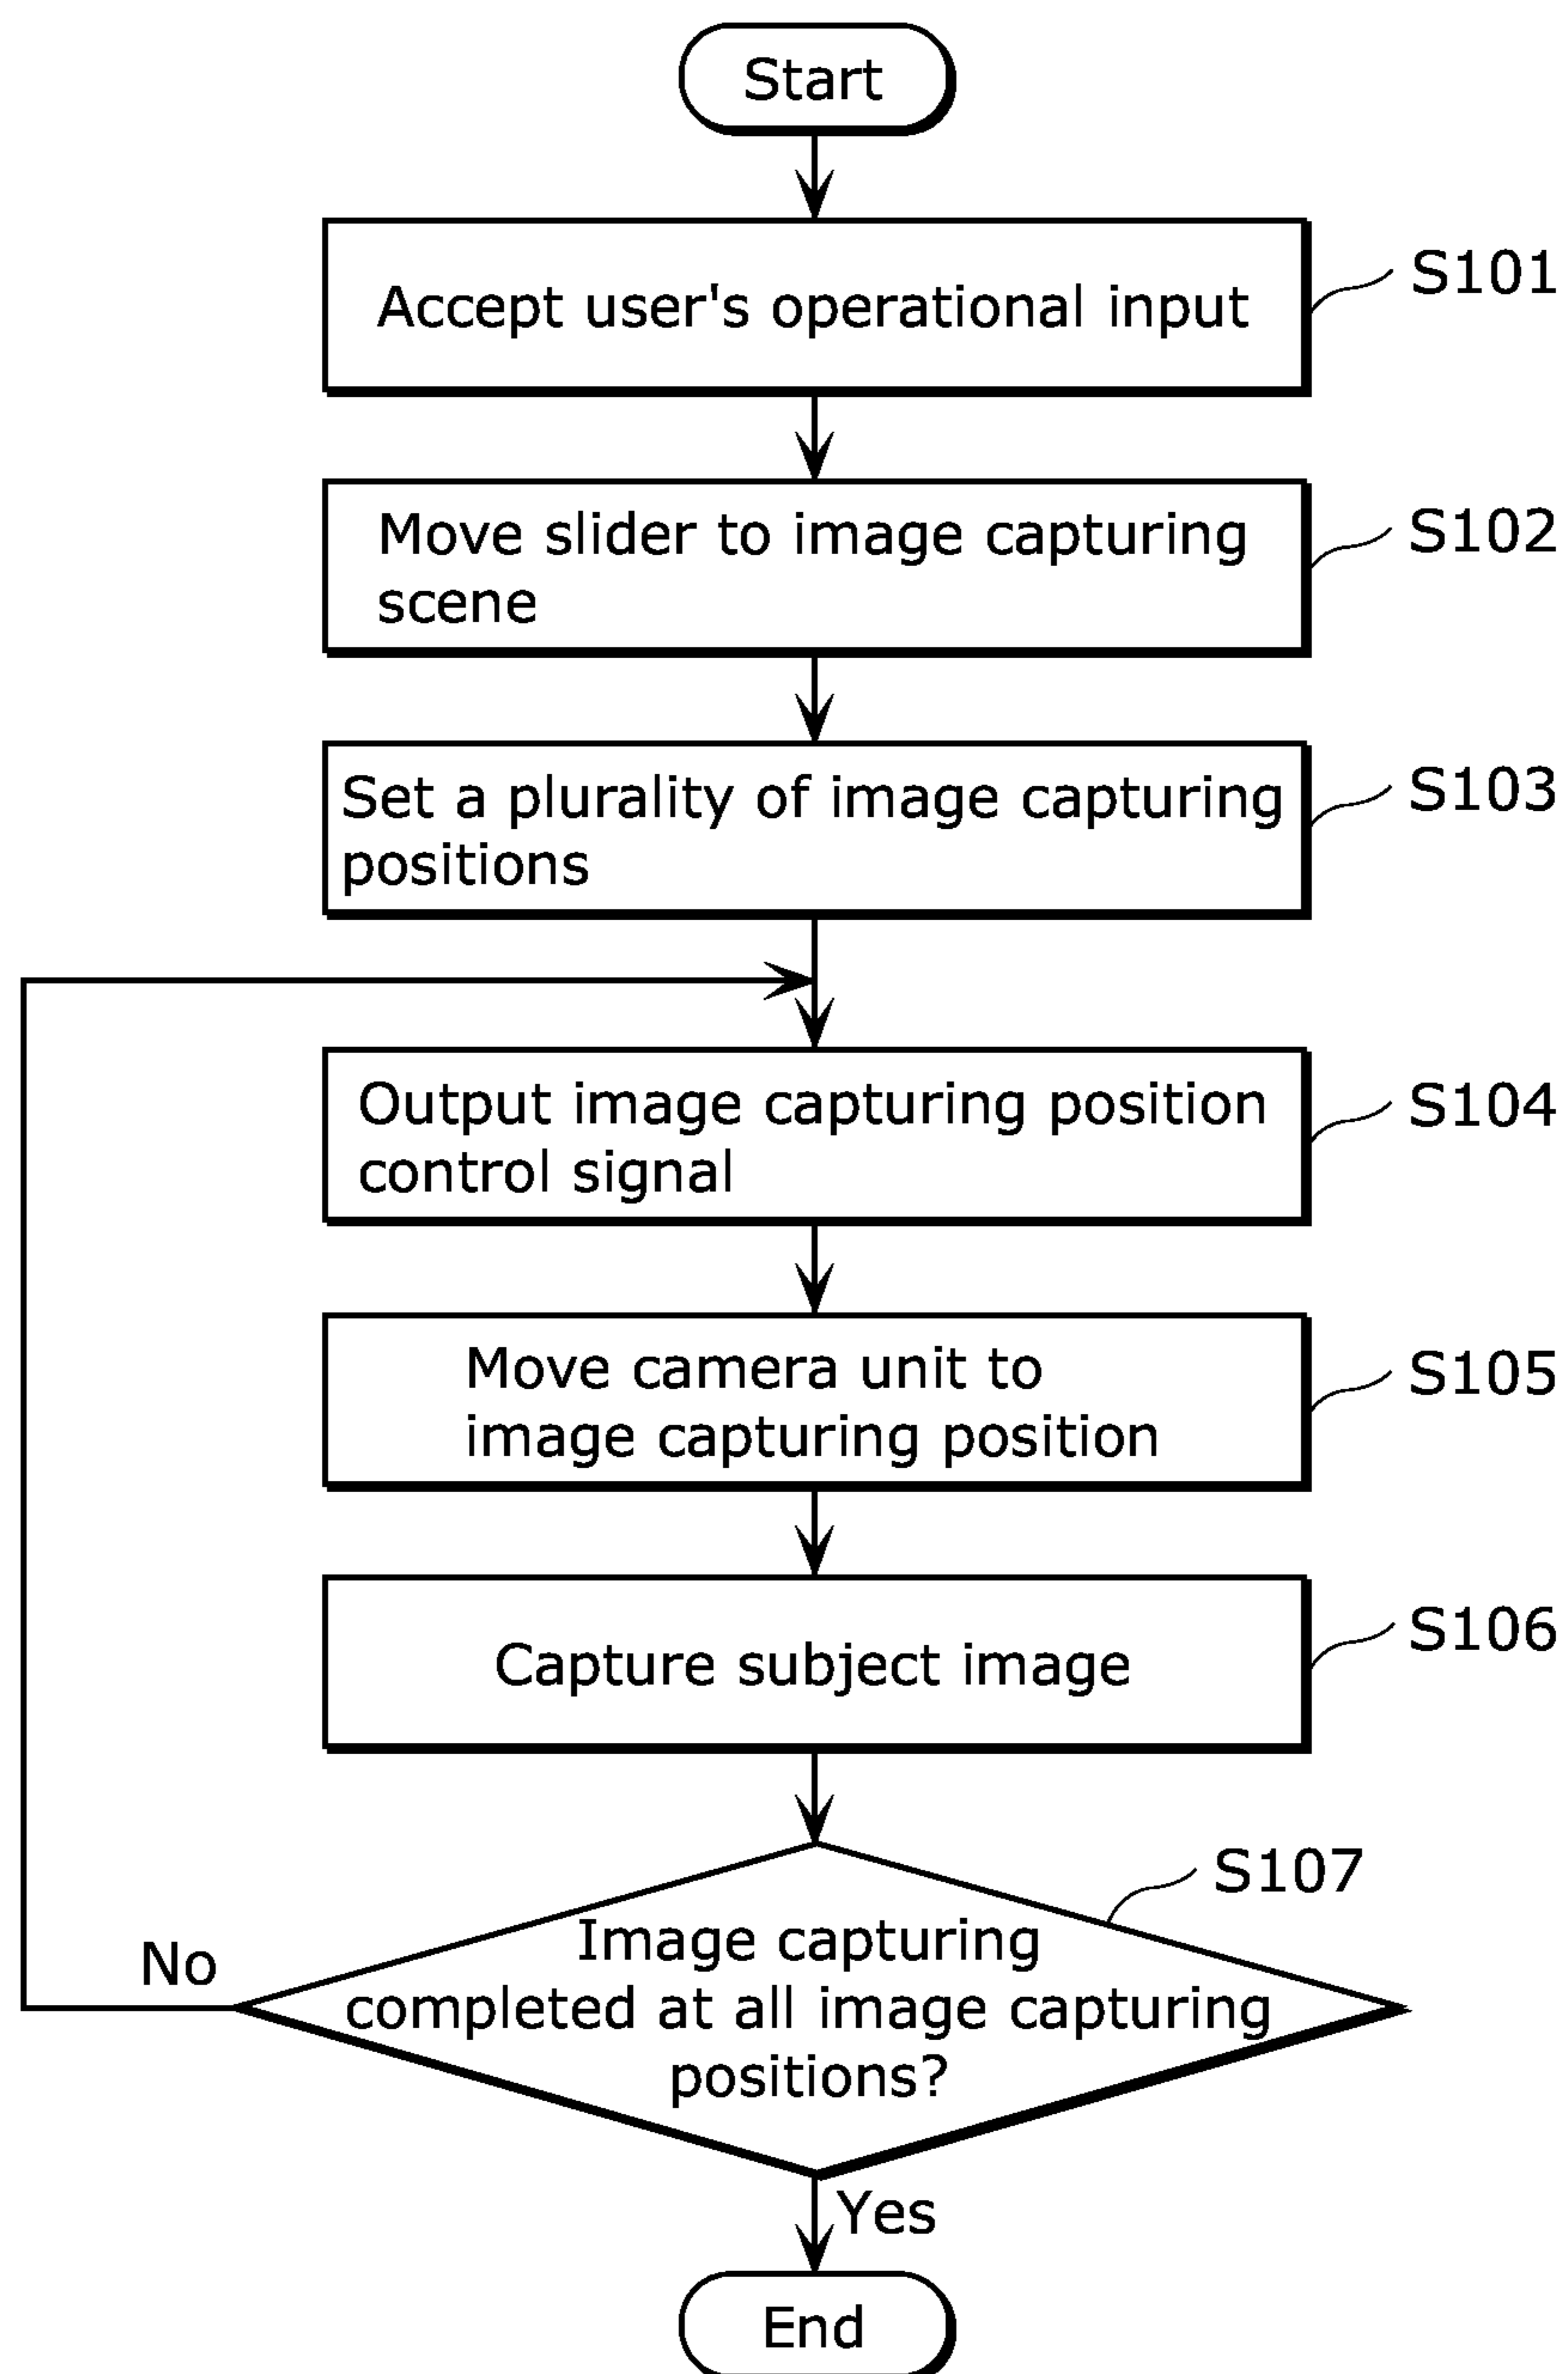 Start
Accept user's operational input
S101
Move slider to image capturing
scene
S102
Set a plurality of image capturing
positions
S103
Output image capturing position
control signal
S104
Move camera unit to
image capturing position
S105
Capture subject image
S106
S107
Image capturing
completed at all image capturing
positions?
No
Yes
End